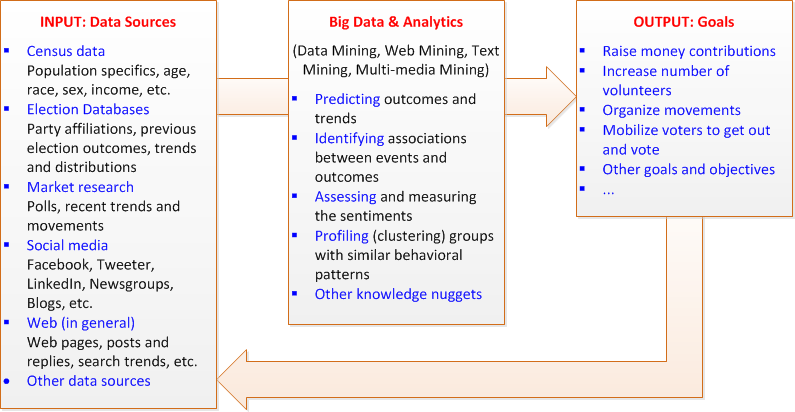 INPUT: Data Sources
Census data
Population specifics, age,
race, sex, income, etc.
Election Databases
Party affiliations, previous
election outcomes, trends
and distributions
Market research
Polls, recent trends and
movements
Social media
Facebook, Tweeter,
LinkedIn, Newsgroups,
Blogs, etc.
Web (in general)
Web pages, posts and
replies, search trends, etc.
Other data sources
Big Data & Analytics
(Data Mining, Web Mining, Text
Mining, Multi-media Mining)
Predicting outcomes and
trends
Identifying associations
between events and
outcomes
Assessing and measuring
the sentiments
Profiling (clustering) groups
with similar behavioral
patterns
Other knowledge nuggets
OUTPUT: Goals
Raise money contributions
Increase number of
volunteers
Organize movements
Mobilize voters to get out
and vote
Other goals and objectives
...